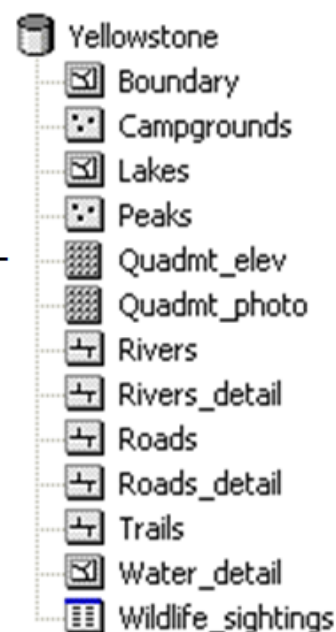 Yellowstone
Boundary
Campgrounds
Lakes
Peaks
Quadmt_elev
Quadmt_photo
Rivers
Rivers_detail
Roads
Roads_detail
Trails
Water_detail
Wildlife_sightings